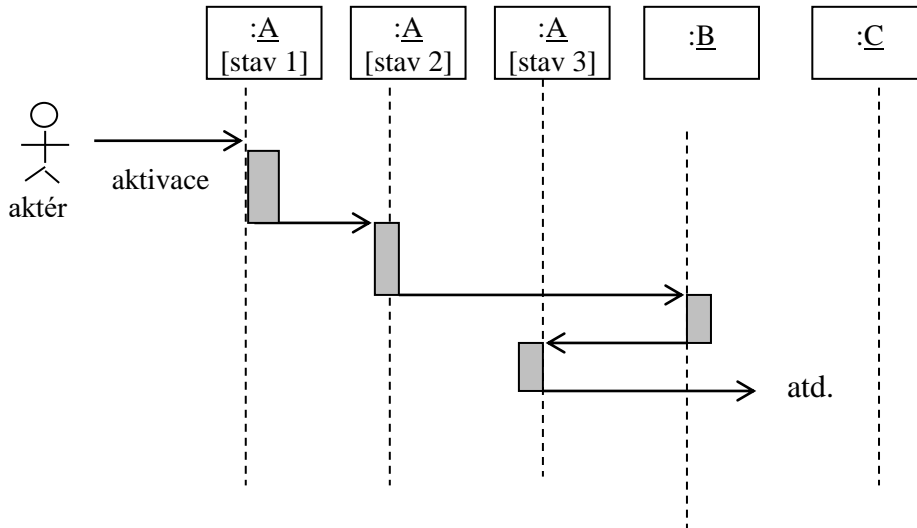 :A
[stav 1]
:A
[stav 2]
:A
[stav 3]
:B
:C
aktivace
aktér
atd.